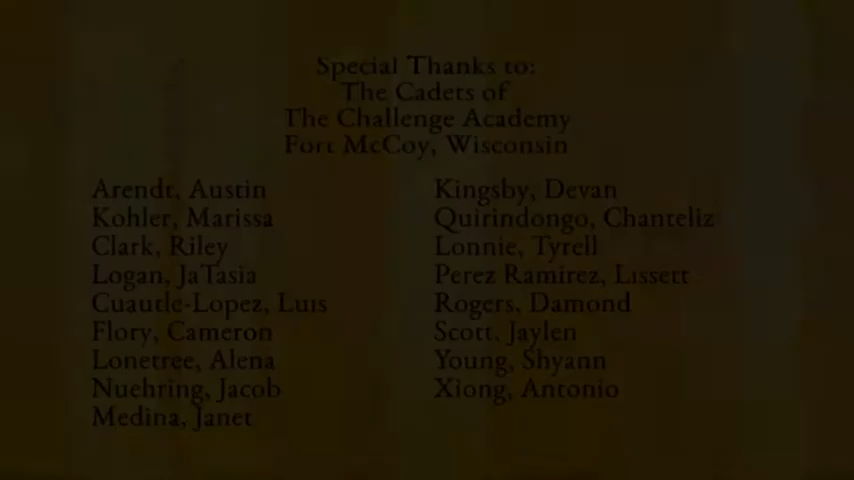 Special Thanks to:
The Cadets of
The Challenge Academy
Fort McCoy, Wisconsin
Arendt, Austin
Kohler, Marissa
Clark, Riley
Logan, JaTasia
Cuautle-Lopez, Luis
Flory, Cameron
Lonetree, Alena
Nuehring, Jacob
Medina, Janet
Kingsby, Devan
Quirindongo, Chanteliz
Lonnie, Tyrell
Perez Ramirez, Lissett
Rogers, Damond
Scott, Jaylen
Young, Shyann
Xiong, Antonio